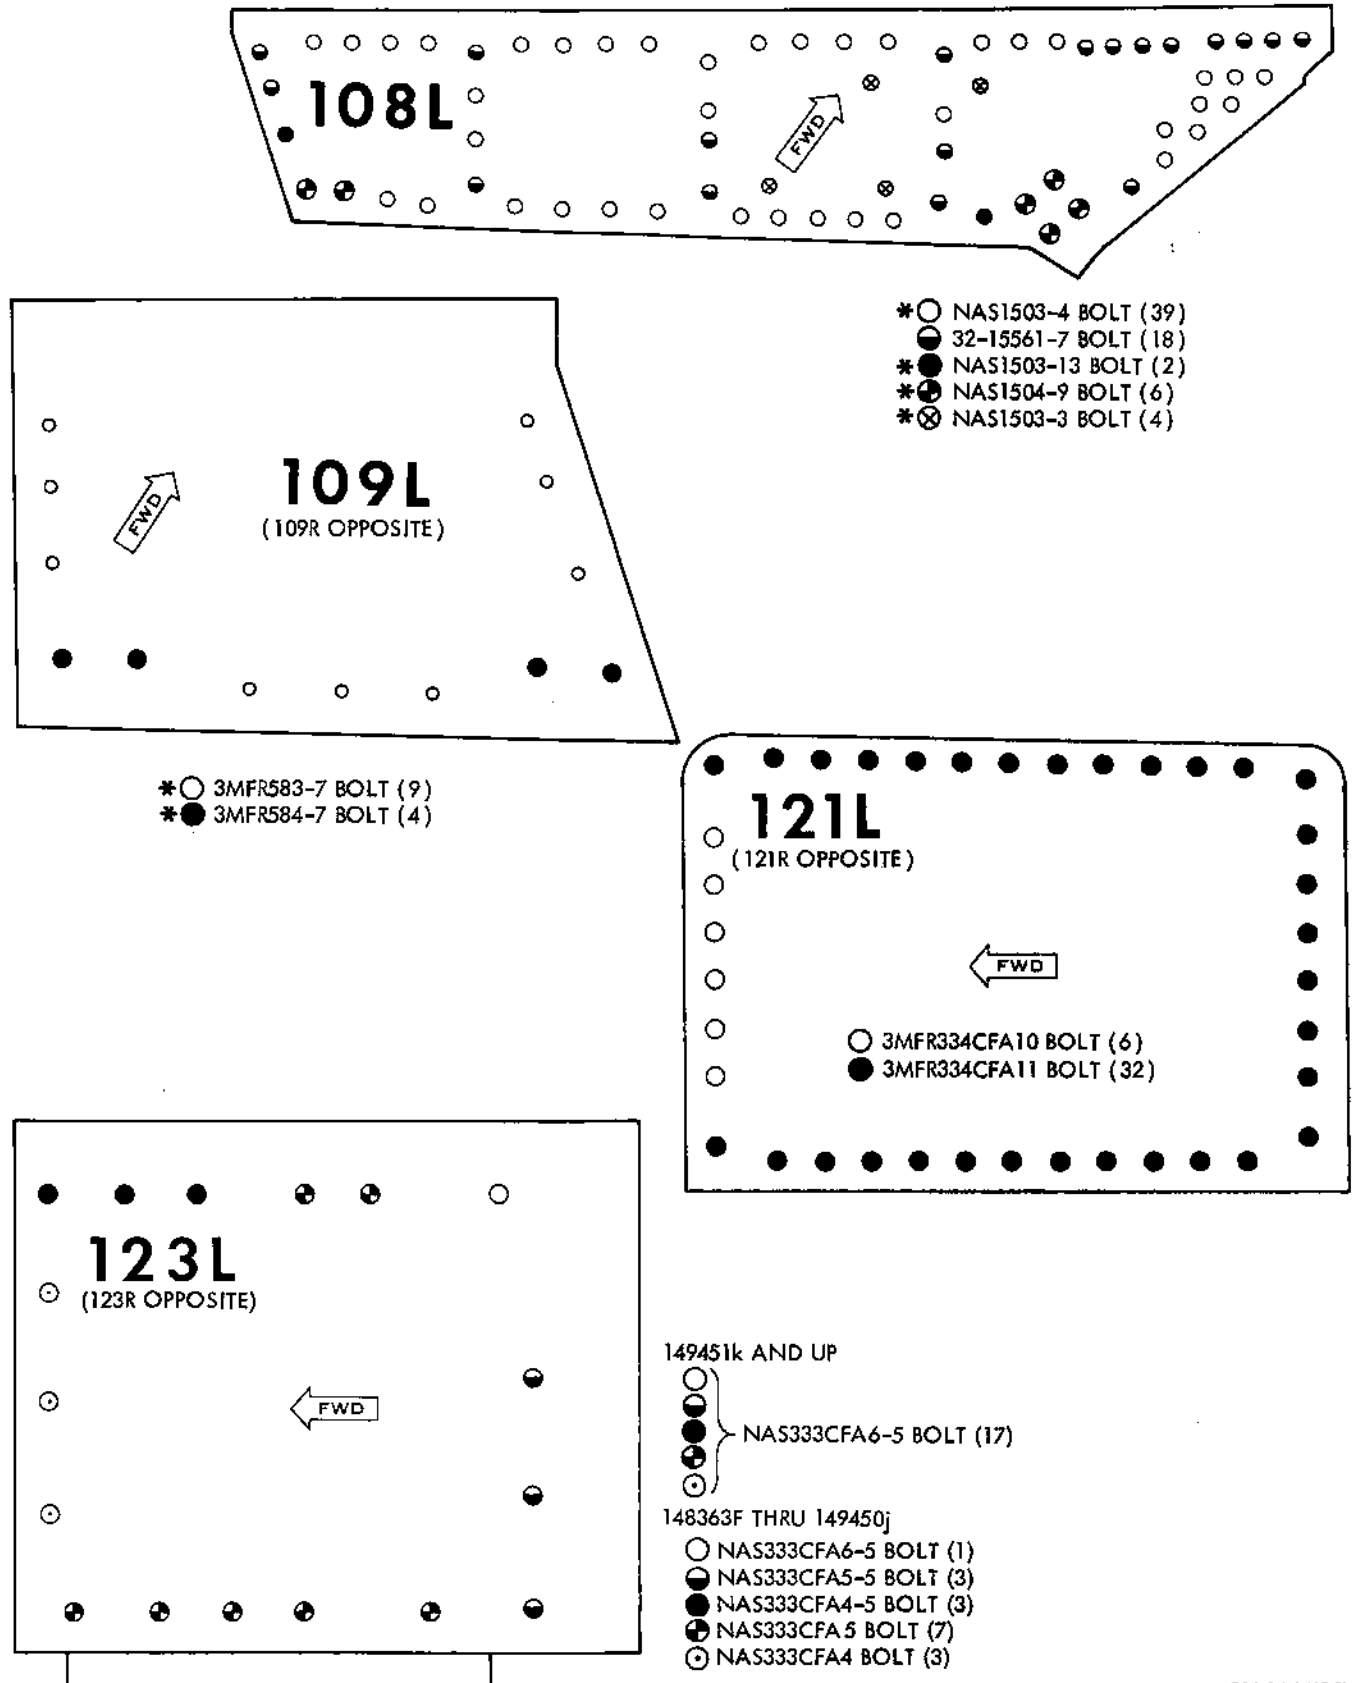 108L
FWD
*○ NAS1503-4 BOLT (39)
32-15561-7 BOLT (18)
*● NAS1503-13 BOLT (2)
* NAS1504-9 BOLT (6)
*⊗ NAS1503-3 BOLT (4)
109L
(109R OPPOSITE)
FWD
*○ 3MFR583-7 BOLT (9)
*● 3MFR584-7 BOLT (4)
121L
(121R OPPOSITE)
FWD
3MFR334CFA10 BOLT (6)
3MFR334CFA11 BOLT (32)
123L
(123R OPPOSITE)
FWD
149451k AND UP
NAS333CFA6-5 BOLT (17)
148363F THRU 149450j
NAS333CFA6-5 BOLT (1)
NAS333CFA5-5 BOLT (3)
NAS333CFA4-5 BOLT (3)
NAS333CFA5 BOLT (7)
NAS333CFA4 BOLT (3)